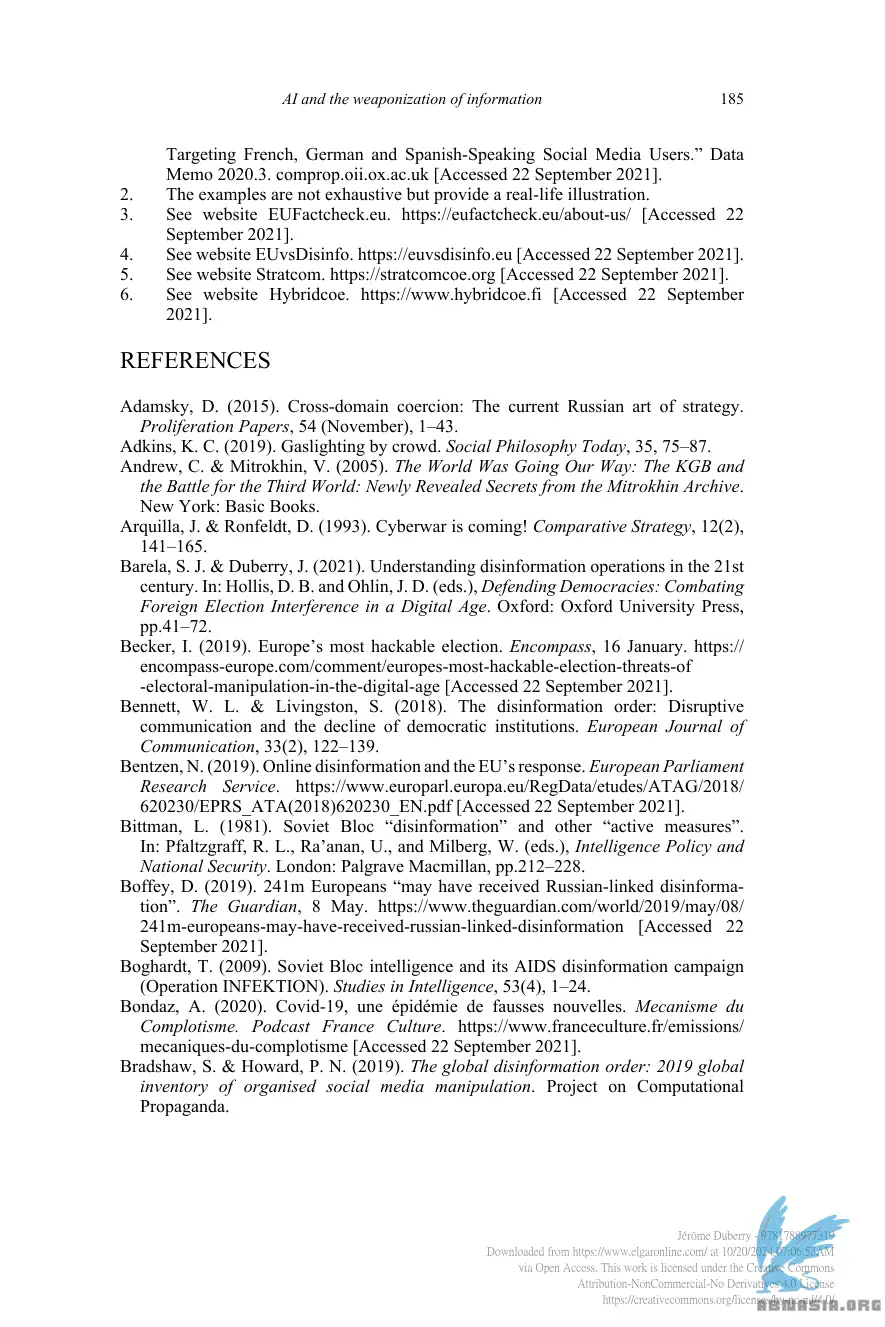 AI and the weaponization of information 185
Targeting French, German and Spanish-Speaking Social Media Users.” Data
Memo 2020.3. comprop.oii.ox.ac.uk [Accessed 22 September 2021].
2. The examples are not exhaustive but provide a real-life illustration.
3. See website EUFactcheck.eu. https://eufactcheck.eu/about-us/ [Accessed 22
September 2021].
4. See website EUvsDisinfo. https://euvsdisinfo.eu [Accessed 22 September 2021].
5. See website Stratcom. https://stratcomcoe.org [Accessed 22 September 2021].
6. See website Hybridcoe. https://www.hybridcoe.fi [Accessed 22 September
2021].
REFERENCES
Adamsky, D. (2015). Cross-domain coercion: The current Russian art of strategy.
Proliferation Papers, 54 (November), 1–43.
Adkins, K. C. (2019). Gaslighting by crowd. Social Philosophy Today, 35, 75–87.
Andrew, C. & Mitrokhin, V. (2005). The World Was Going Our Way: The KGB and
the Battle for the Third World: Newly Revealed Secrets from the Mitrokhin Archive.
New York: Basic Books.
Arquilla, J. & Ronfeldt, D. (1993). Cyberwar is coming! Comparative Strategy, 12(2),
141–165.
Barela, S. J. & Duberry, J. (2021). Understanding disinformation operations in the 21st
century. In: Hollis, D. B. and Ohlin, J. D. (eds.), Defending Democracies: Combating
Foreign Election Interference in a Digital Age. Oxford: Oxford University Press,
pp.41–72.
Becker, I. (2019). Europe’s most hackable election. Encompass, 16 January. https://
encompass-europe.com/comment/europes-most-hackable-election-threats-of
-electoral-manipulation-in-the-digital-age [Accessed 22 September 2021].
Bennett, W. L. & Livingston, S. (2018). The disinformation order: Disruptive
communication and the decline of democratic institutions. European Journal of
Communication, 33(2), 122–139.
Bentzen, N. (2019). Online disinformation and the EU’s response. European Parliament
Research Service. https://www.europarl.europa.eu/RegData/etudes/ATAG/2018/
620230/EPRS_ATA(2018)620230_EN.pdf [Accessed 22 September 2021].
Bittman, L. (1981). Soviet Bloc “disinformation” and other “active measures”.
In: Pfaltzgraff, R. L., Ra’anan, U., and Milberg, W. (eds.), Intelligence Policy and
National Security. London: Palgrave Macmillan, pp.212–228.
Boffey, D. (2019). 241m Europeans “may have received Russian-linked disinforma-
tion”. The Guardian, 8 May. https://www.theguardian.com/world/2019/may/08/
241m-europeans-may-have-received-russian-linked-disinformation [Accessed 22
September 2021].
Boghardt, T. (2009). Soviet Bloc intelligence and its AIDS disinformation campaign
(Operation INFEKTION). Studies in Intelligence, 53(4), 1–24.
Bondaz, A. (2020). Covid-19, une épidémie de fausses nouvelles. Mecanisme du
Complotisme. Podcast France Culture. https://www.franceculture.fr/emissions/
mecaniques-du-complotisme [Accessed 22 September 2021].
Bradshaw, S. & Howard, P. N. (2019). The global disinformation order: 2019 global
inventory of organised social media manipulation. Project on Computational
Propaganda.
Jérôme Duberry - 9781788977319
Downloaded from https://www.elgaronline.com/ at 10/20/2024 07:06:52AM
via Open Access. This work is licensed under the Creative Commons
Attribution-NonCommercial-No Derivatives 4.0 License
https://creativecommons.org/licenses/by-nc-nd/4.0/
ABMASIA.ORG